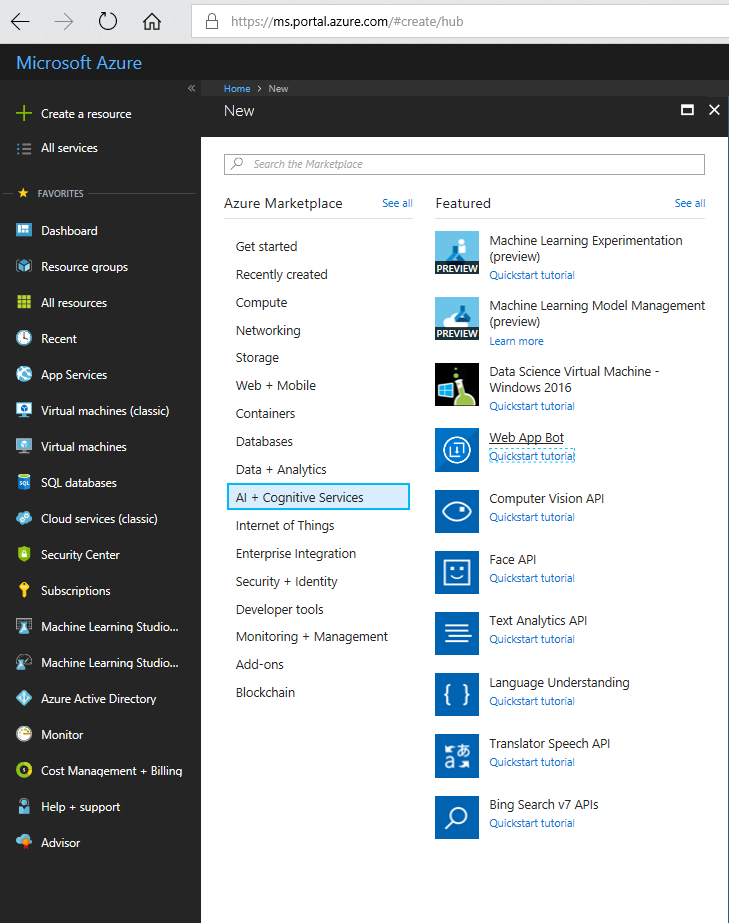 https://ms.portal.azure.com/#create/hub
Microsoft Azure
«
Create a resource
All services
FAVORITES
Dashboard
Resource groups
All resources
Recent
App Services
Virtual machines (classic)
Virtual machines
SQL
SQL databases
Cloud services (classic)
Security Center
Subscriptions
Machine Learning Studio...
Machine Learning Studio...
Azure Active Directory
Monitor
Cost Management + Billing
Help + support
Advisor
Home > New
New
Search the Marketplace
Azure Marketplace See all
Get started
Recently created
Compute
Networking
Storage
Web + Mobile
Containers
Databases
Data + Analytics
AI + Cognitive Services
Internet of Things
Enterprise Integration
Security + Identity
Developer tools
Monitoring + Management
Add-ons
Blockchain
Featured See all
PREVIEW
Machine Learning Experimentation
(preview)
Quickstart tutorial
PREVIEW
Machine Learning Model Management
(preview)
Learn more
Data Science Virtual Machine -
Windows 2016
Quickstart tutorial
Web App Bot
Quickstart tutorial
Computer Vision API
Quickstart tutorial
Face API
Quickstart tutorial
Text Analytics API
Quickstart tutorial
{ }
Language Understanding
Quickstart tutorial
あ
a
Translator Speech API
Quickstart tutorial
Bing Search v7 APIs
Quickstart tutorial